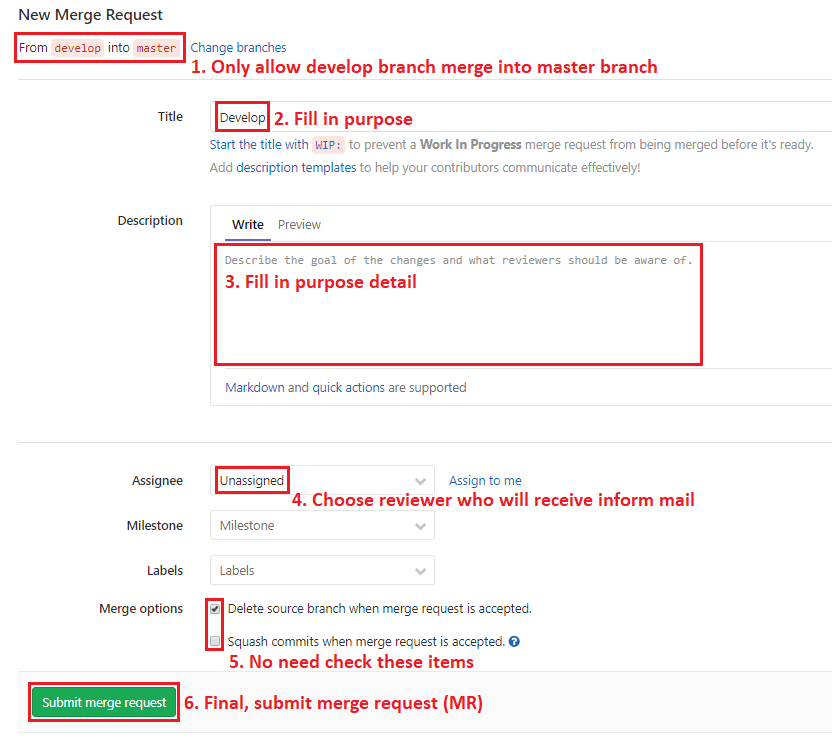 New Merge Request
From develop into master Change branches
1. Only allow develop branch merge into master branch
Title
Develop 2. Fill in purpose
Start the title with WIP: to prevent a Work In Progress merge request from being merged before it's ready.
Add description templates to help your contributors communicate effectively!
Description
Write Preview
Describe the goal of the changes and what reviewers should be aware of.
3. Fill in purpose detail
Markdown and quick actions are supported
Assignee Unassigned Assign to me
4. Choose reviewer who will receive inform mail
Milestone Milestone
Labels Labels
Merge options Delete source branch when merge request is accepted.
Squash commits when merge request is accepted. ?
5. No need check these items
Submit merge request 6. Final, submit merge request (MR)